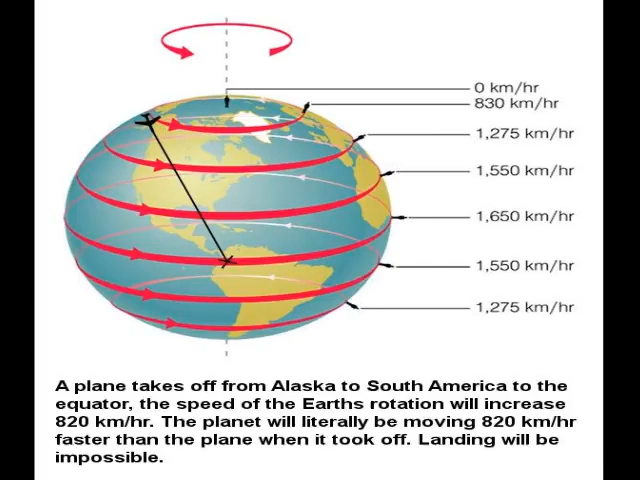 0 km/hr
830 km/hr
1,275 km/hr
1,550 km/hr
1,650 km/hr
1,550 km/hr
1,275 km/hr
A plane takes off from Alaska to South America to the
equator, the speed of the Earths rotation will increase
820 km/hr. The planet will literally be moving 820 km/hr
faster than the plane when it took off. Landing will be
impossible.